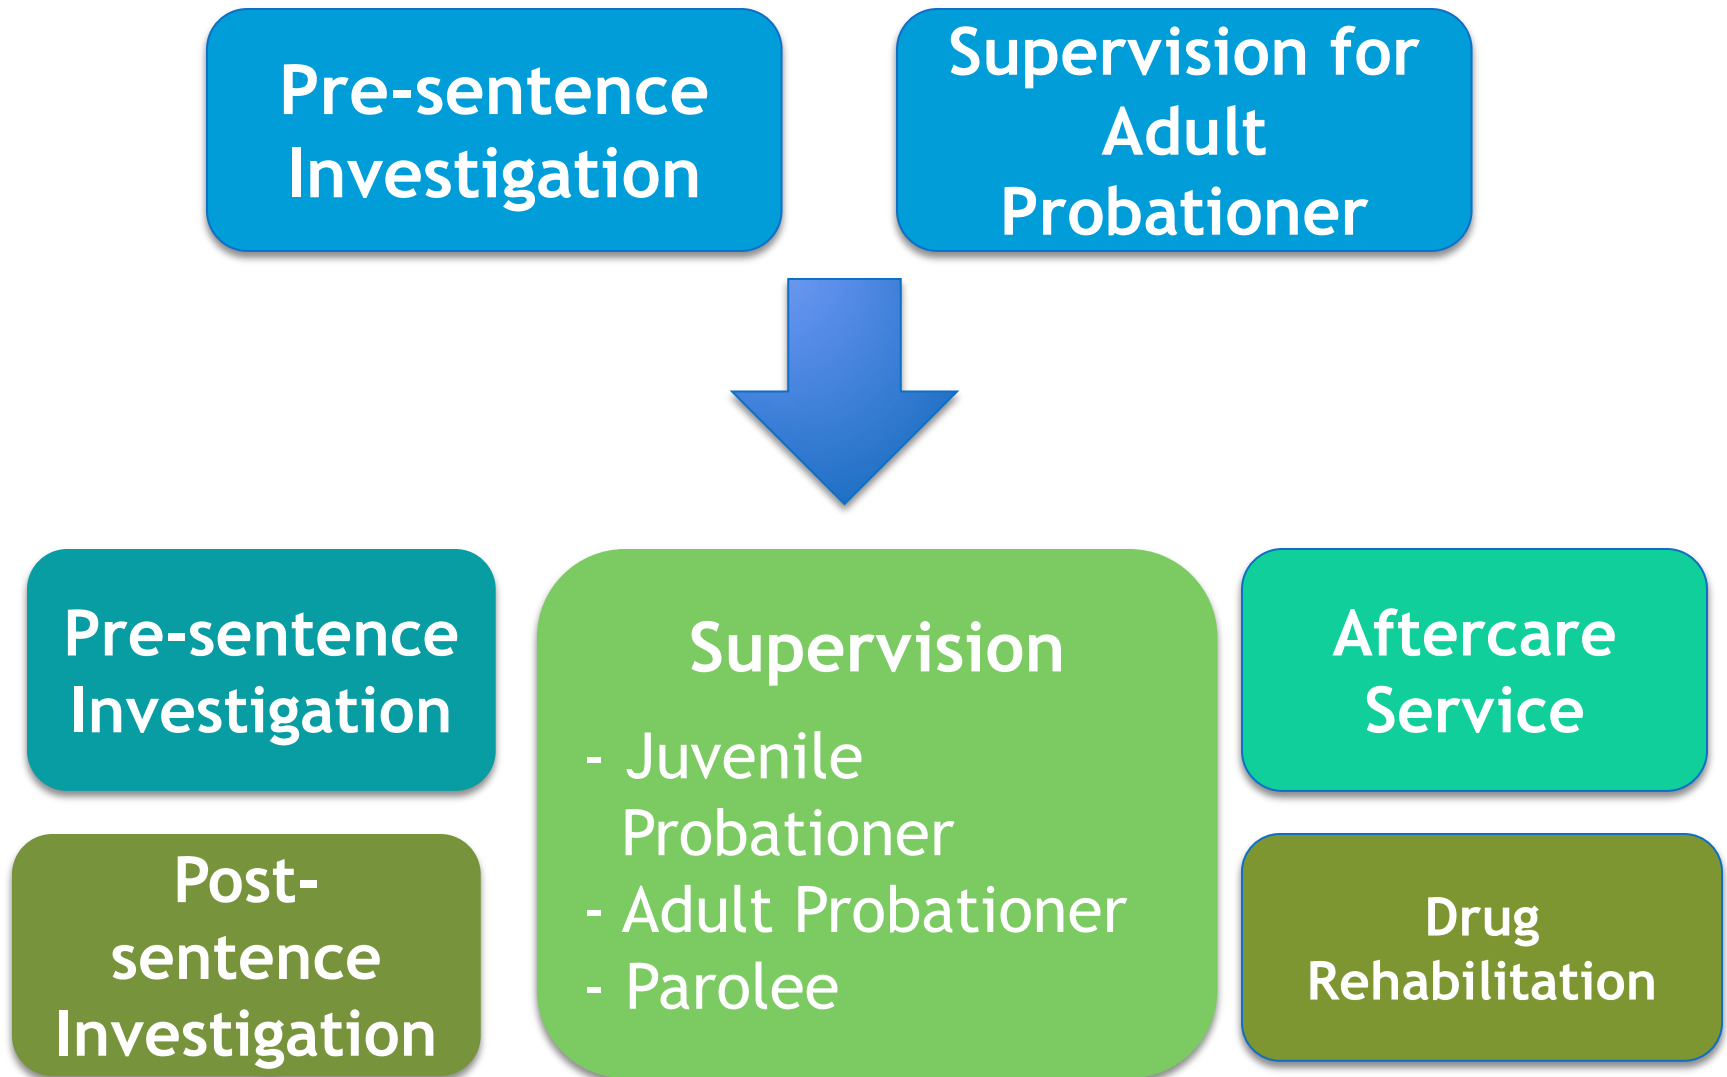 Pre-sentence
Investigation
Supervision for
Adult
Probationer
Pre-sentence
Investigation
Post-
sentence
Investigation
Supervision
- Juvenile
Probationer
- Adult Probationer
- Parolee
Aftercare
Service
Drug
Rehabilitation